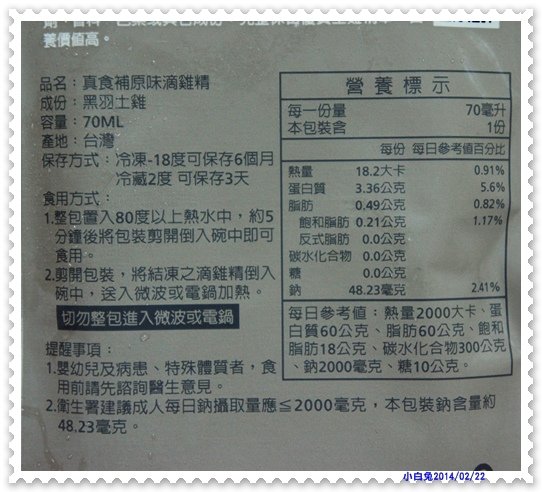 養價值高。
品名：真食補原味滴雞精
成份：黑羽土雞
容量：70ML
產地：台灣
保存方式：冷凍-18度可保存6個月
冷藏2度 可保存3天
食用方式：
1.整包置入80度以上熱水中，約5
分鐘後將包裝剪開倒入碗中即可
食用。
2.剪開包裝，將結凍之滴雞精倒入
碗中，送入微波或電鍋加熱。
切勿整包進入微波或電鍋
提醒事項：
1.嬰幼兒及病患、特殊體質者，食
用前請先諮詢醫生意見。
2.衛生署建議成人每日鈉攝取量應≦2000毫克，本包裝鈉含量約
48.23毫克。
營養標示
每一份量 70毫升
本包裝含 1份
每份 每日參考值百分比
熱量 18.2大卡 0.91%
蛋白質 3.36公克 5.6%
脂肪 0.49公克 0.82%
飽和脂肪 0.21公克 1.17%
反式脂肪 0.0公克
碳水化合物 0.0公克
糖 0.0公克
鈉 48.23毫克 2.41%
每日參考值：熱量2000大卡、蛋
白質60公克、脂肪60公克、飽和
脂肪18公克、碳水化合物300公克
、鈉2000毫克、糖10公克。
小白兔2014/02/22